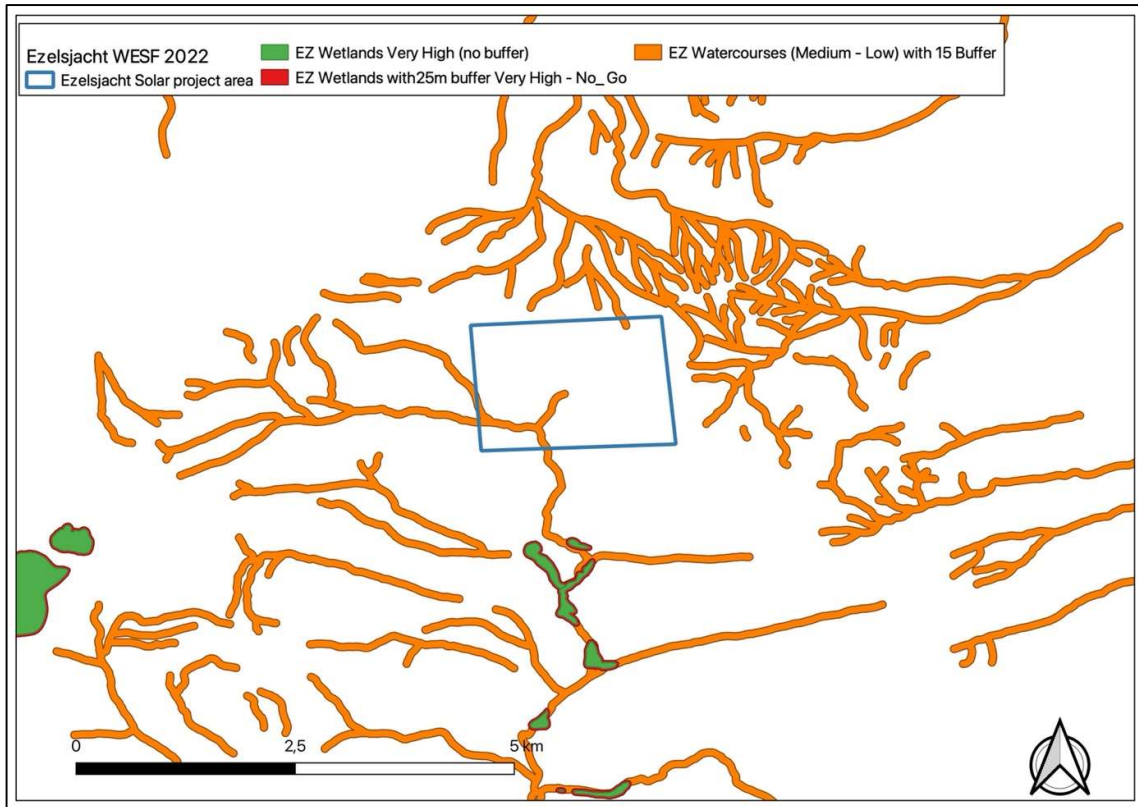 Ezelsjacht WESF 2022
Ezelsjacht Solar project area
EZ Wetlands Very High (no buffer)
EZ Wetlands with25m buffer Very High - No_Go
EZ Watercourses (Medium - Low) with 15 Buffer
0 2,5 5 km